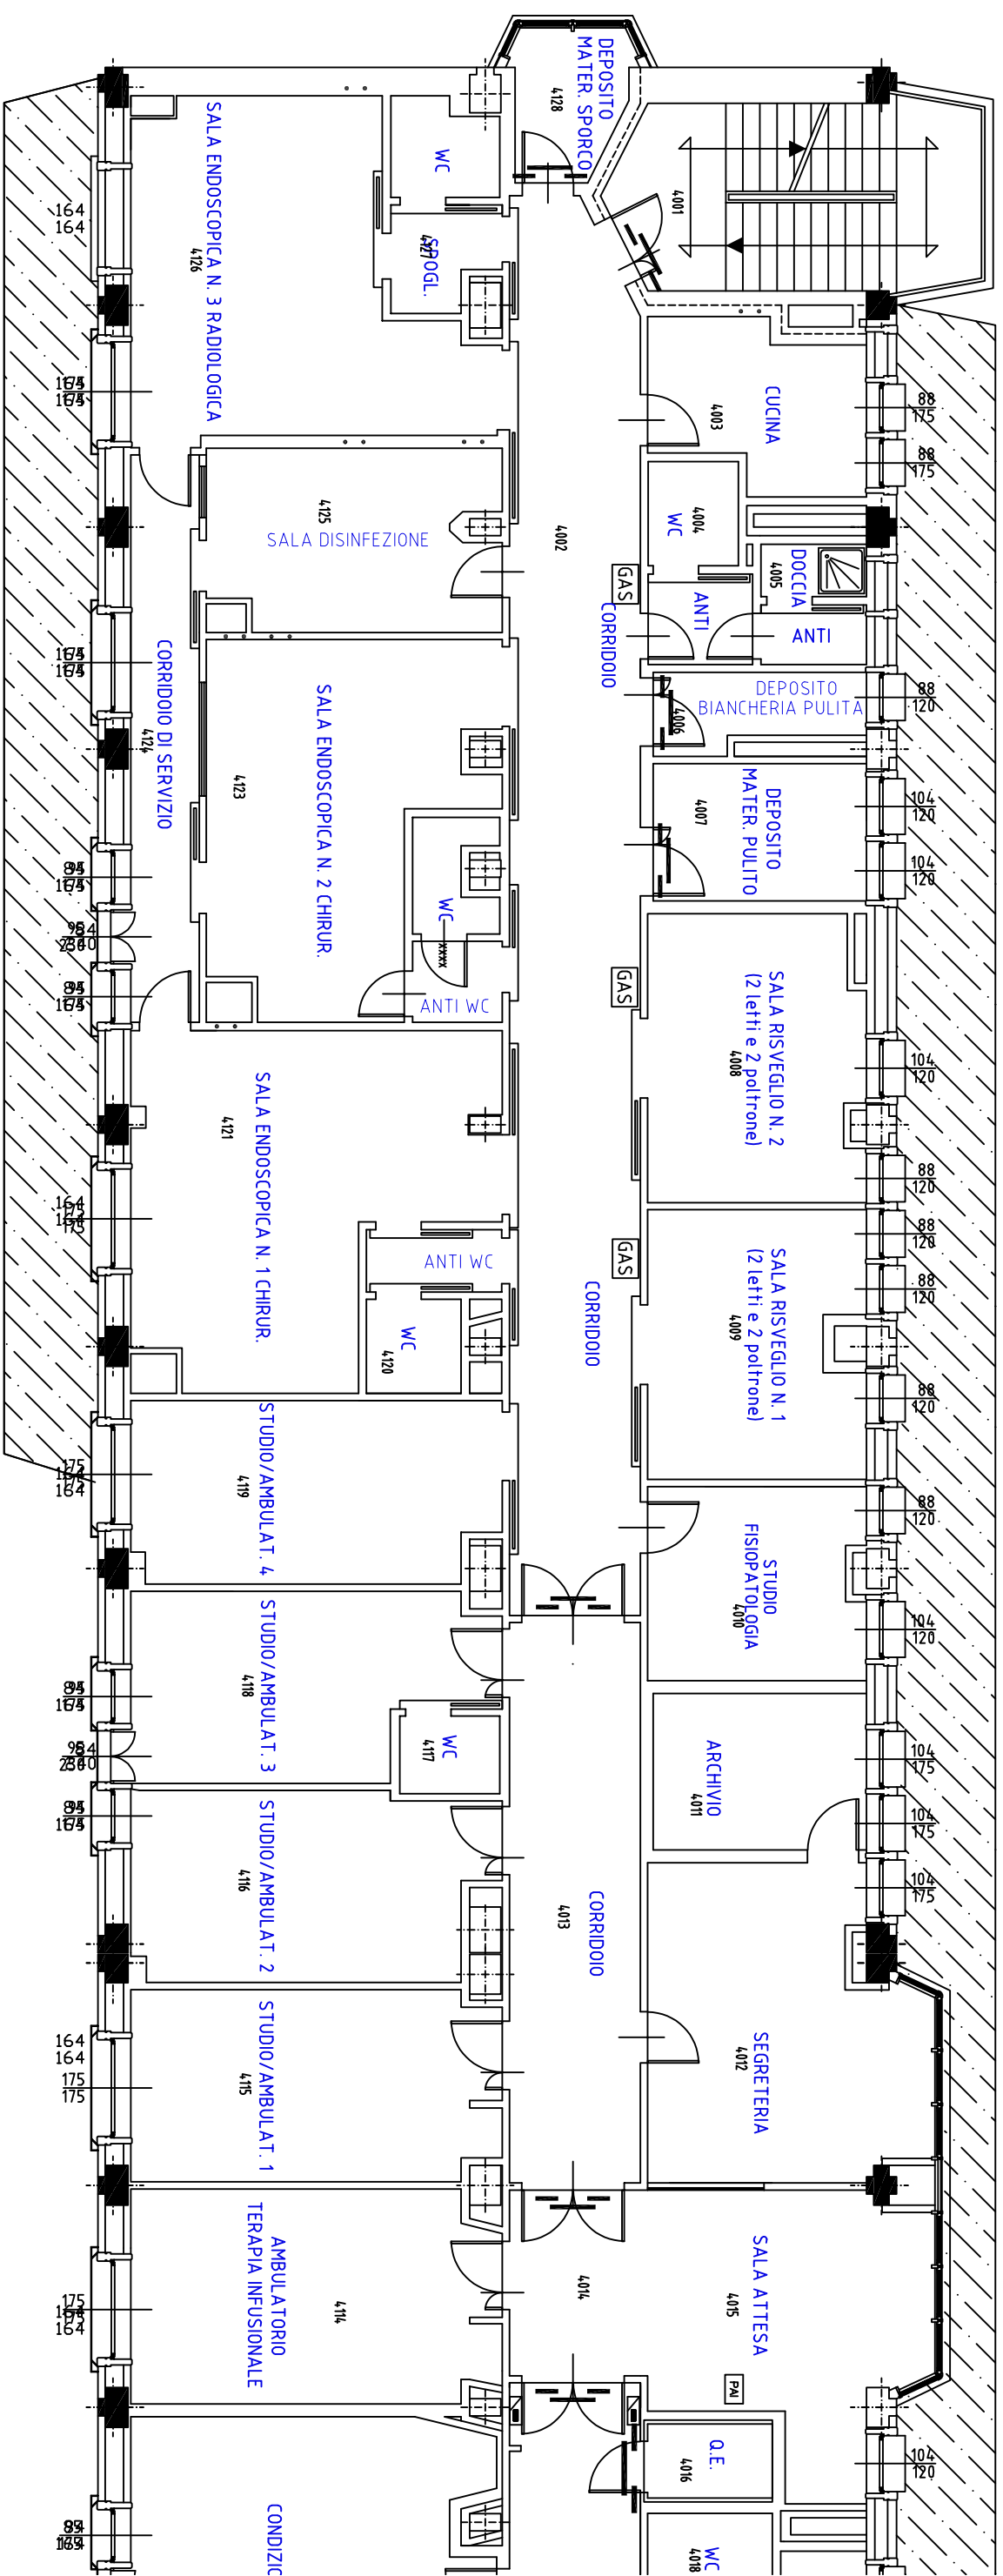 DEPOSITO
MATER. SPORCO
4128
WC
SPOGL.
4127
4001
SALA ENDOSCOPICA N. 3 RADIOLOGICA
4126
164
164
CUCINA
4003
88
175
88
175
4004
WC
DOCCIA
4005
4125
SALA DISINFEZIONE
4002
GAS
CORRIDOIO
ANTI
ANTI
DEPOSITO
BIANCHERIA PULITA
4006
88
120
CORRIDOIO DI SERVIZIO
4124
SALA ENDOSCOPICA N. 2 CHIRUR.
4123
DEPOSITO
MATER. PULITO
4007
104
120
104
120
WC
xxxx
ANTI WC
GAS
SALA RISVEGLIO N. 2
(2 letti e 2 poltrone)
4008
104
120
88
120
SALA ENDOSCOPICA N. 1 CHIRUR.
4121
ANTI WC
WC
4120
GAS
CORRIDOIO
SALA RISVEGLIO N. 1
(2 letti e 2 poltrone)
4009
88
120
88
120
88
120
STUDIO/AMBULAT. 4
4119
STUDIO
FISIOPATOLOGIA
4010
88
120
104
120
STUDIO/AMBULAT. 3
4118
WC
4117
ARCHIVIO
4011
104
175
104
175
104
175
STUDIO/AMBULAT. 2
4116
CORRIDOIO
4013
STUDIO/AMBULAT. 1
4115
164
164
175
175
SEGRETERIA
4012
AMBULATORIO
TERAPIA INFUSIONALE
4114
4014
SALA ATTESA
4015
PAI
Q.E.
4016
104
120
WC
4018
CONDIZIO